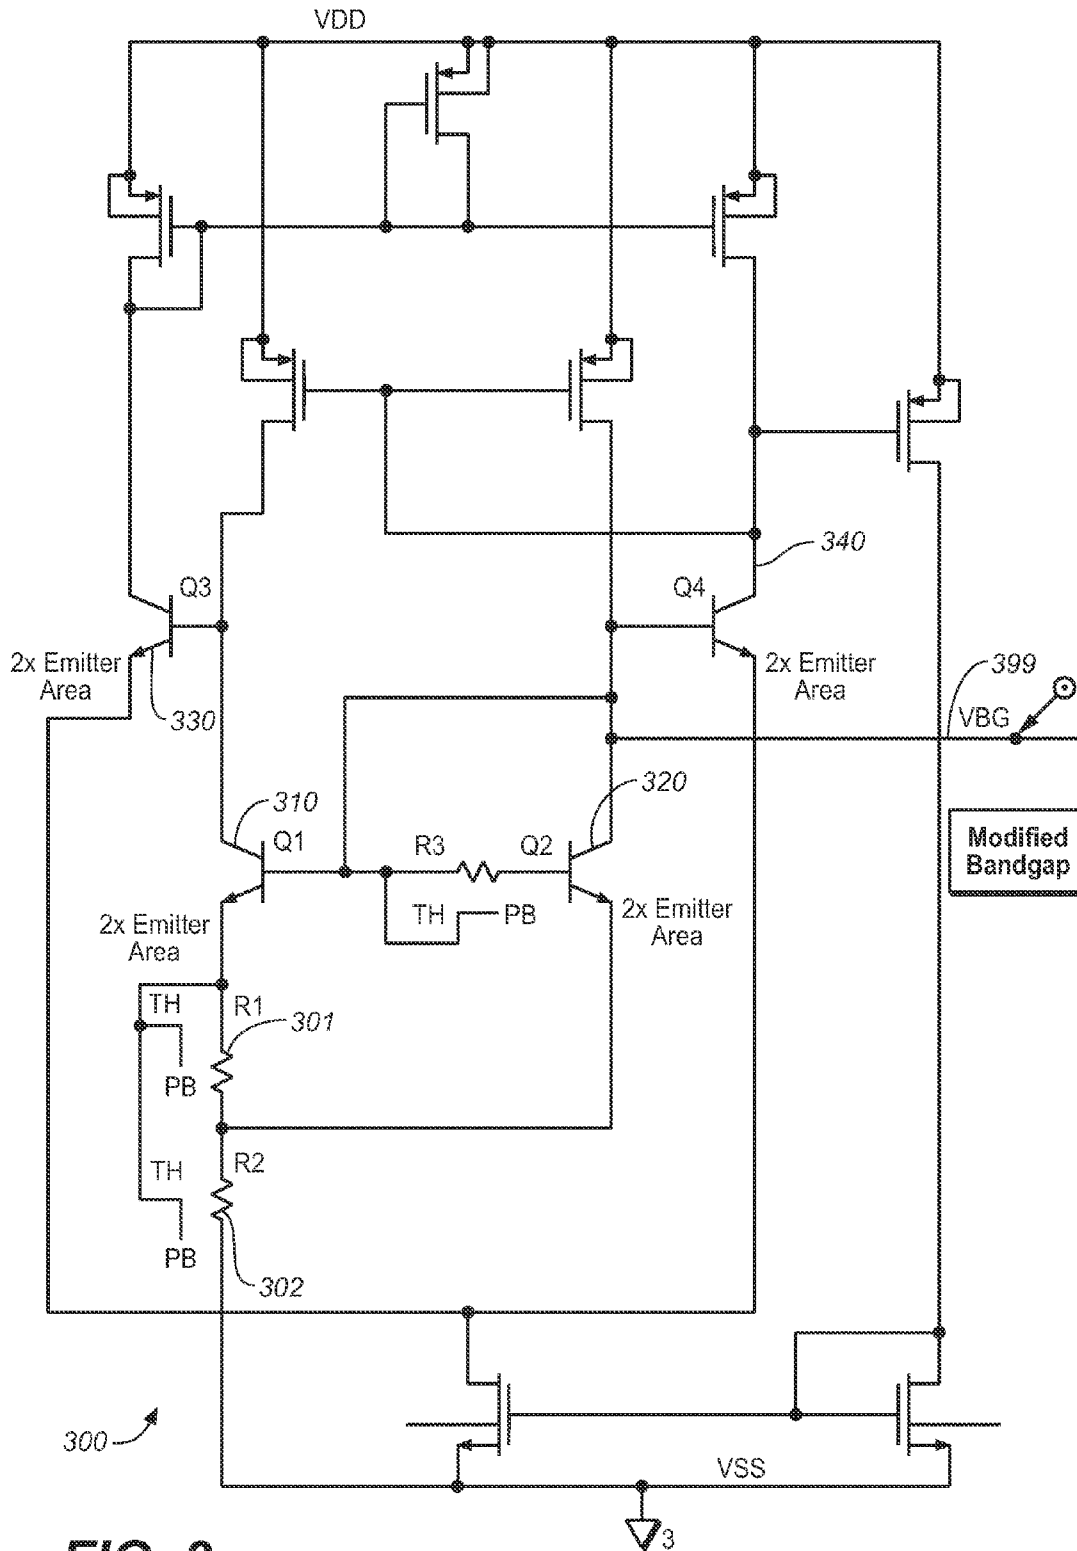 VDD
340
Q3
Q4
2x Emitter
Area
2x Emitter
Area
330
399
VBG
310
320
Q1
R3
Q2
Modified
Bandgap
TH
PB
2x Emitter
Area
2x Emitter
Area
TH
R1
301
PB
TH
R2
PB
302
300
VSS
3